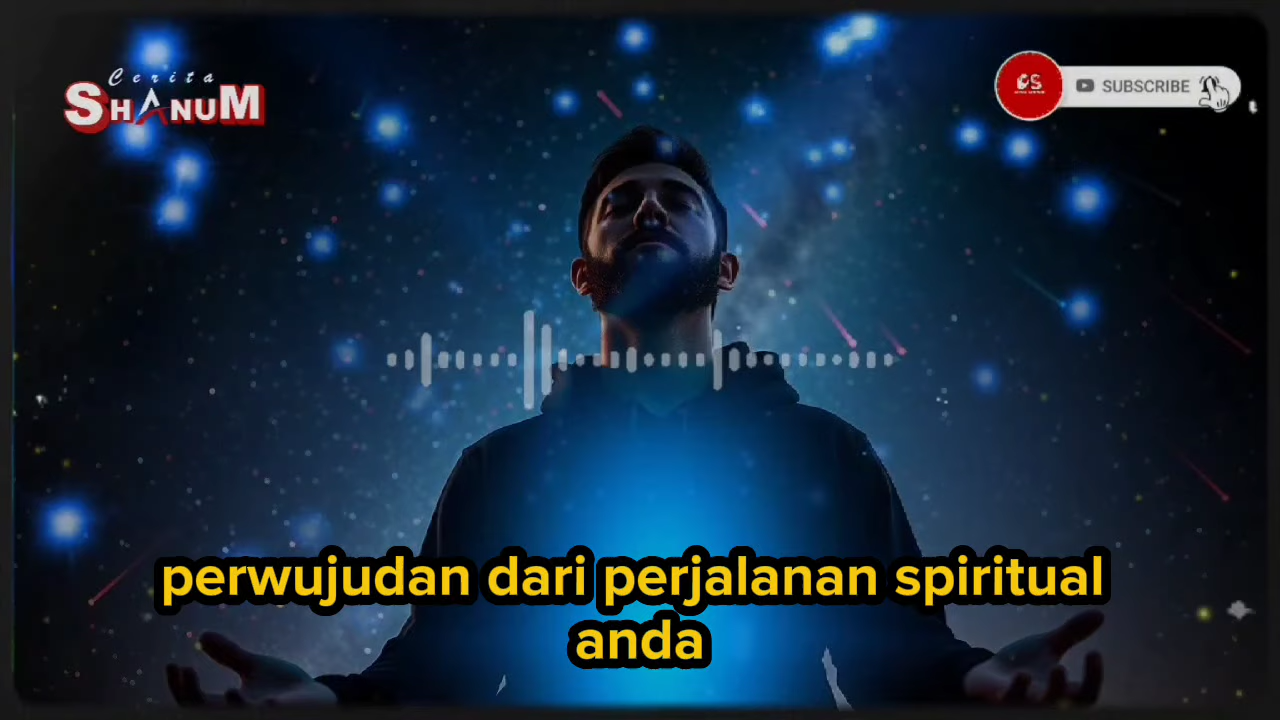 Cerita
SHANUM
SUBSCRIBE
perwujudan dari perjalanan spiritual
anda